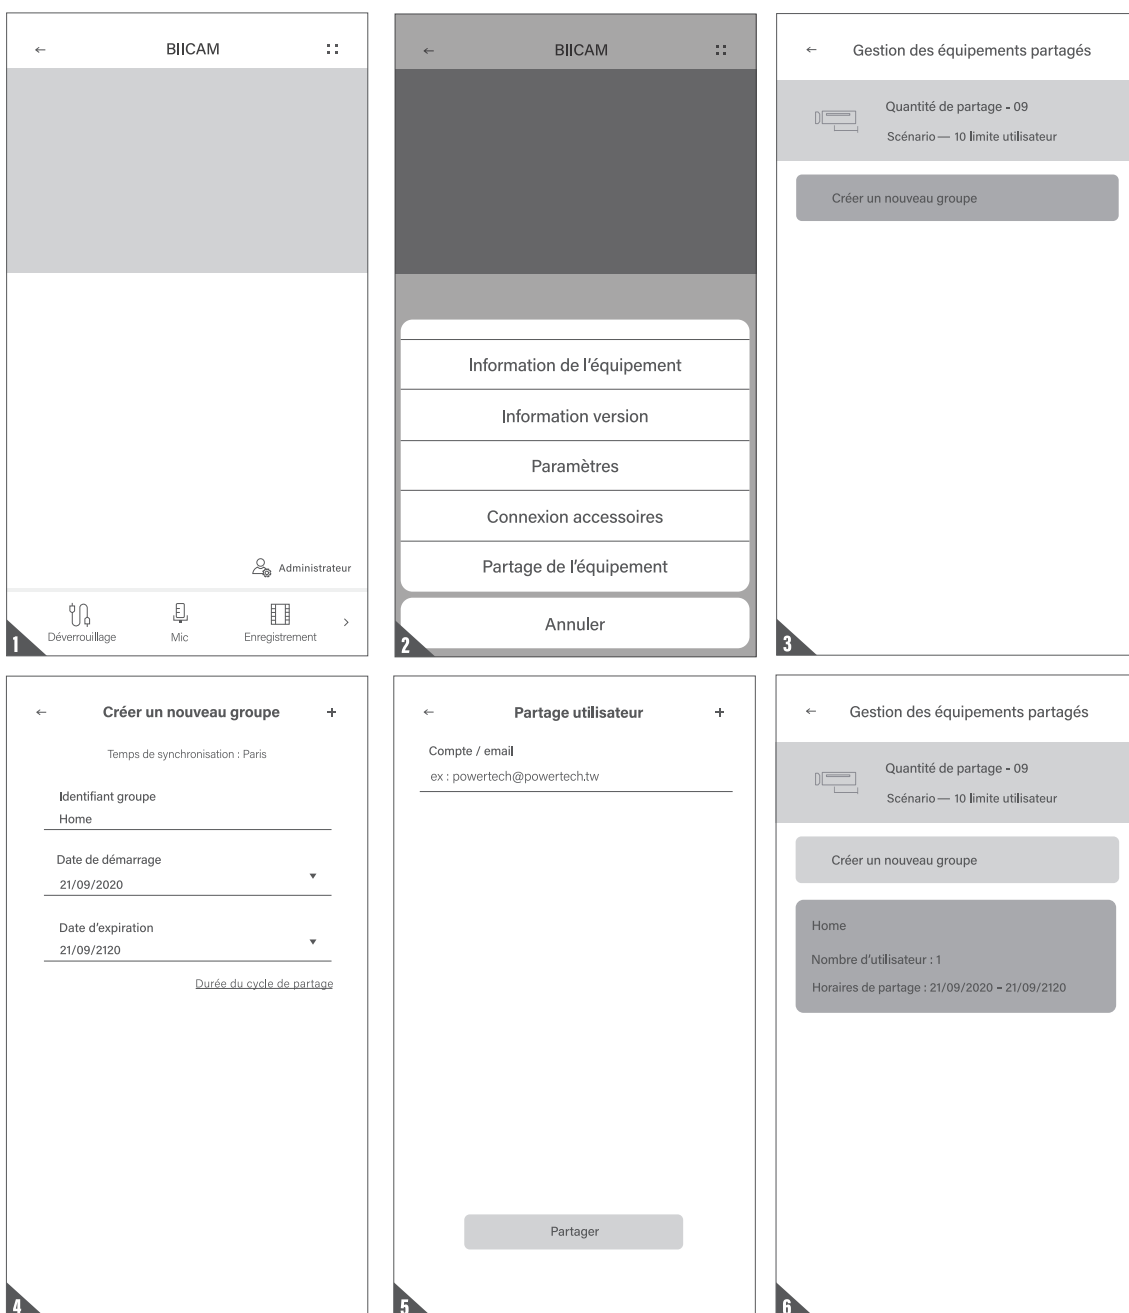 ← BIICAM ::
Administrateur
Déverrouillage Mic Enregistrement >
1
← BIICAM ::
Information de l'équipement
Information version
Paramètres
Connexion accessoires
Partage de l'équipement
Annuler
2
← Gestion des équipements partagés
Quantité de partage - 09
Scénario — 10 limite utilisateur
Créer un nouveau groupe
3
← Créer un nouveau groupe +
Temps de synchronisation : Paris
Identifiant groupe
Home
Date de démarrage
21/09/2020
Date d'expiration
21/09/2120
Durée du cycle de partage
4
← Partage utilisateur +
Compte / email
ex : powertech@powertech.tw
Partager
5
← Gestion des équipements partagés
Quantité de partage - 09
Scénario — 10 limite utilisateur
Créer un nouveau groupe
Home
Nombre d'utilisateur : 1
Horaires de partage : 21/09/2020 - 21/09/2120
6